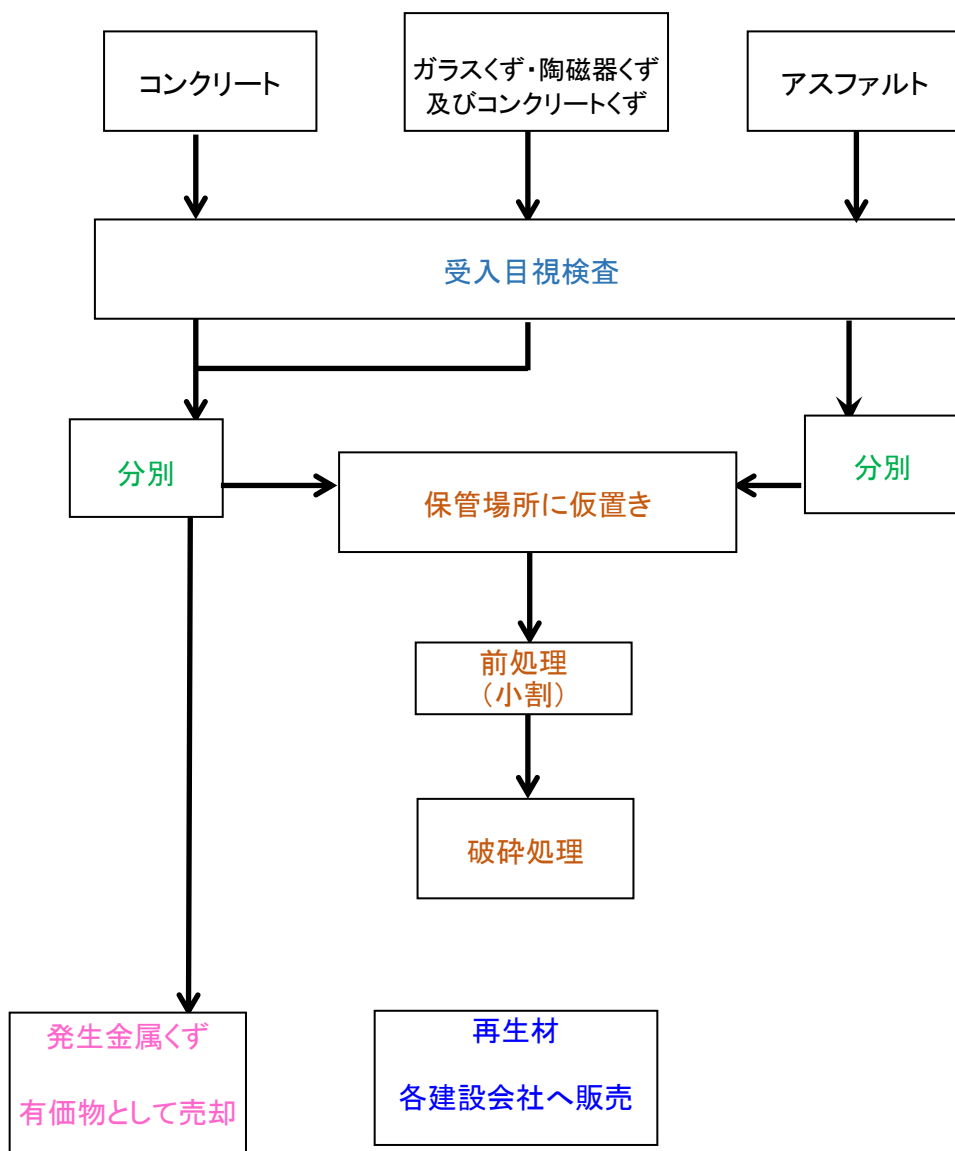 コンクリート
ガラスくず・陶磁器くず
及びコンクリートくず
アスファルト
受入目視検査
分別
保管場所に仮置き
分別
前処理
（小割）
破砕処理
発生金属くず
有価物として売却
再生材
各建設会社へ販売